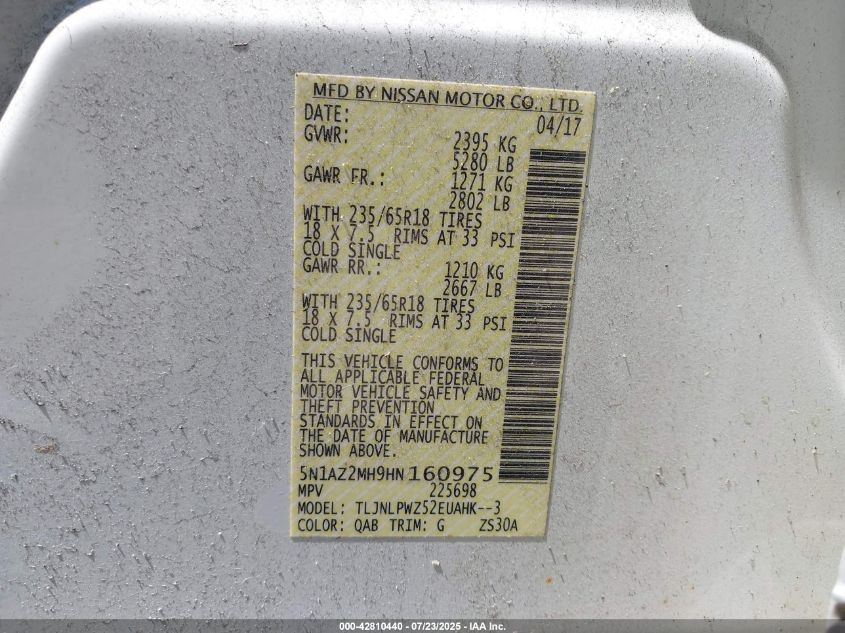 MFD BY NISSAN MOTOR CO., LTD.
DATE: 04/17
GVWR: 2395 KG
5280 LB
GAWR FR.: 1271 KG
2802 LB
WITH 235/65R18 TIRES
18 X 7.5 RIMS AT 33 PSI
COLD SINGLE
GAWR RR.: 1210 KG
2667 LB
WITH 235/65R18 TIRES
18 X 7.5 RIMS AT 33 PSI
COLD SINGLE
THIS VEHICLE CONFORMS TO
ALL APPLICABLE FEDERAL
MOTOR VEHICLE SAFETY AND
THEFT PREVENTION
STANDARDS IN EFFECT ON
THE DATE OF MANUFACTURE
SHOWN ABOVE.
5N1AZ2MH9HN160975
MPV 225698
MODEL: TLJNLPWZ52EUAHK--3
COLOR: QAB TRIM: G ZS30A
000-42810440 - 07/23/2025 - IAA Inc.